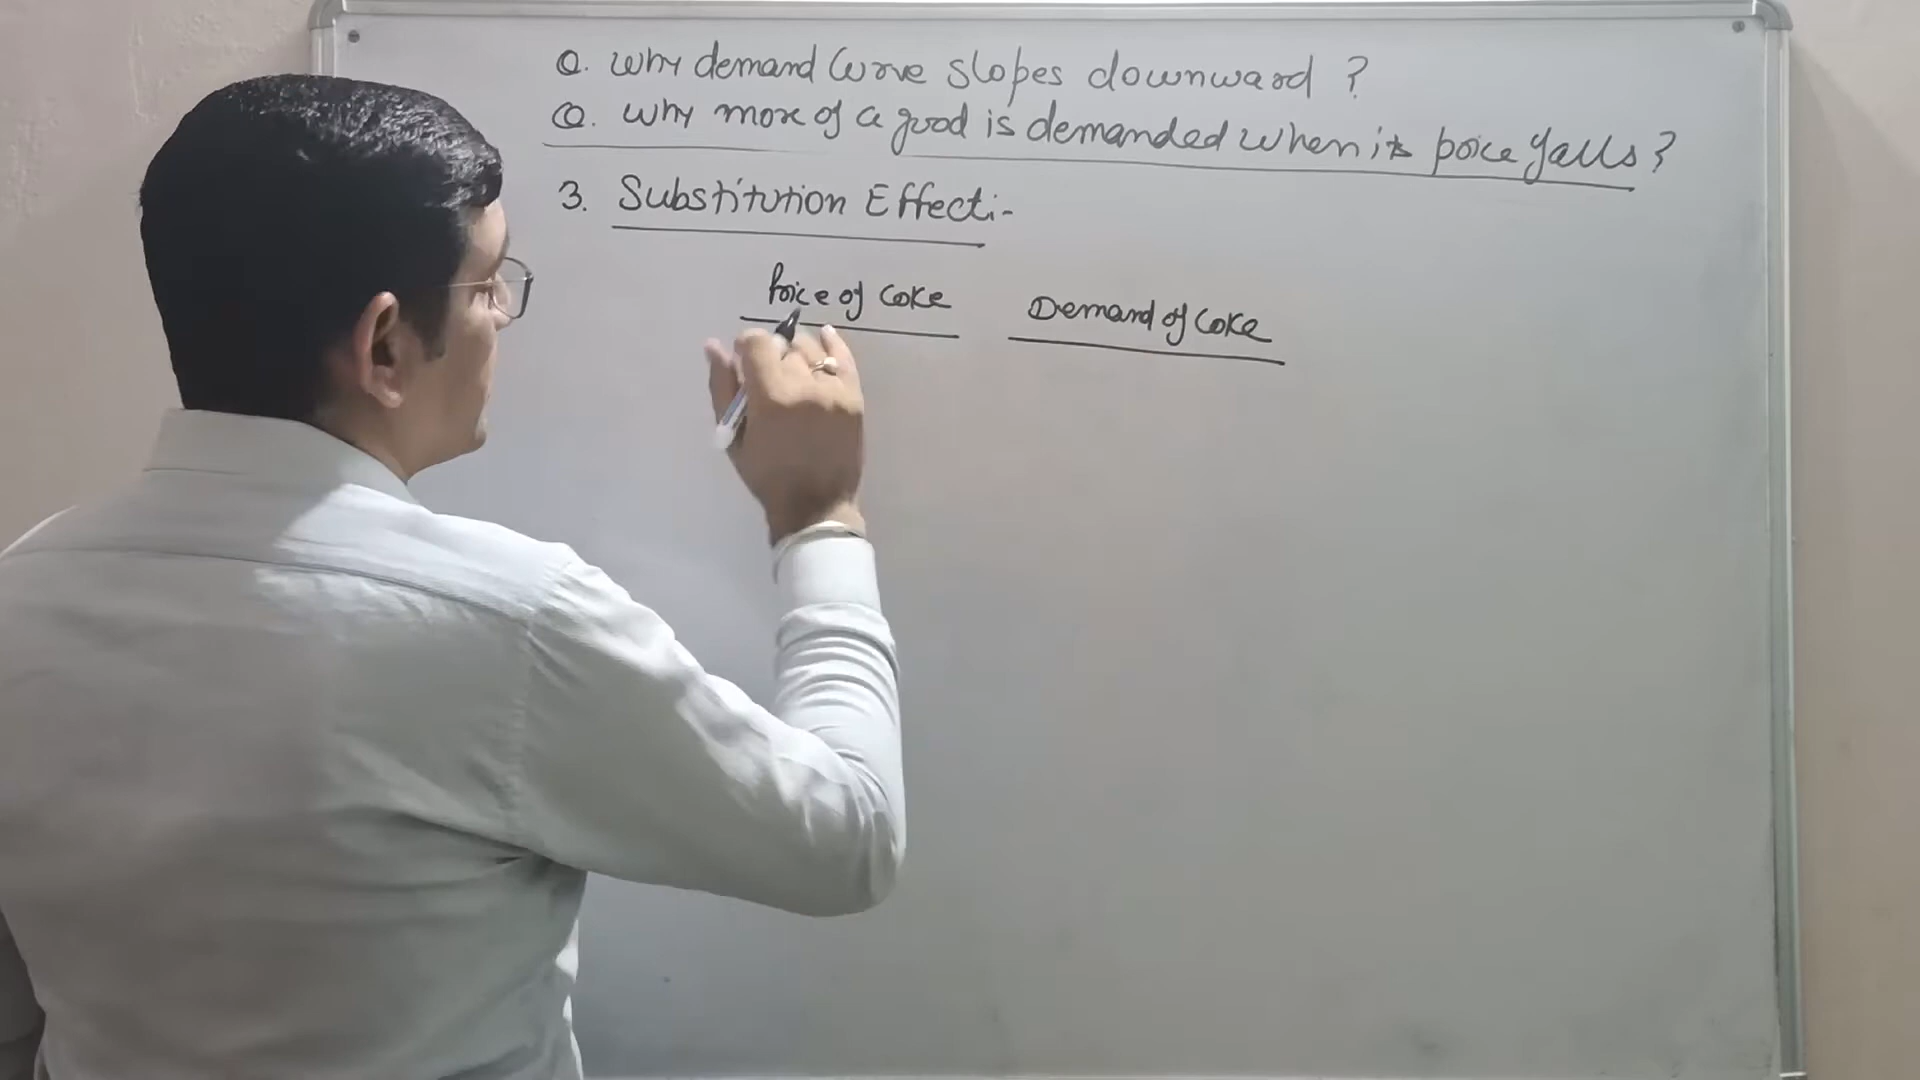 Q. Why demand Curve slopes downward ?
Q. Why more of a good is demanded when its price falls ?
3. Substitution Effect:-
Price of Coke Demand of Coke